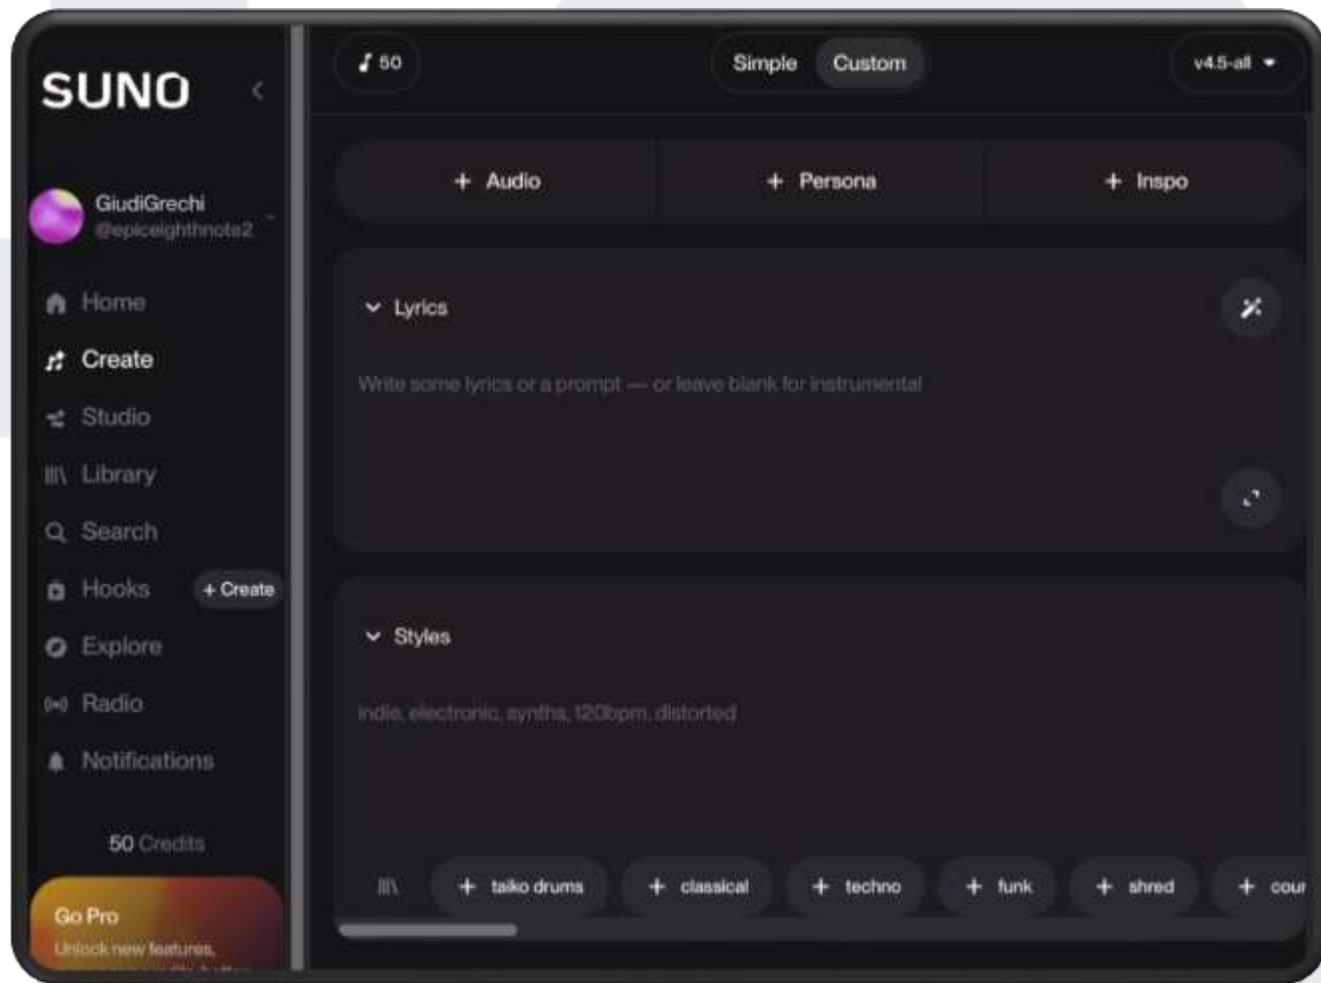 SUNO
GiudiGrechi
@epiceighthnote2
Home
Create
Studio
Library
Search
Hooks
+ Create
Explore
Radio
Notifications
50 Credits
Go Pro
Unlock new features,
50
Simple
Custom
v4.5-all
+ Audio
+ Persona
+ Inspo
Lyrics
Write some lyrics or a prompt — or leave blank for instrumental
Styles
indie, electronic, synths, 120bpm, distorted
+ taiko drums
+ classical
+ techno
+ funk
+ shred
+ cour